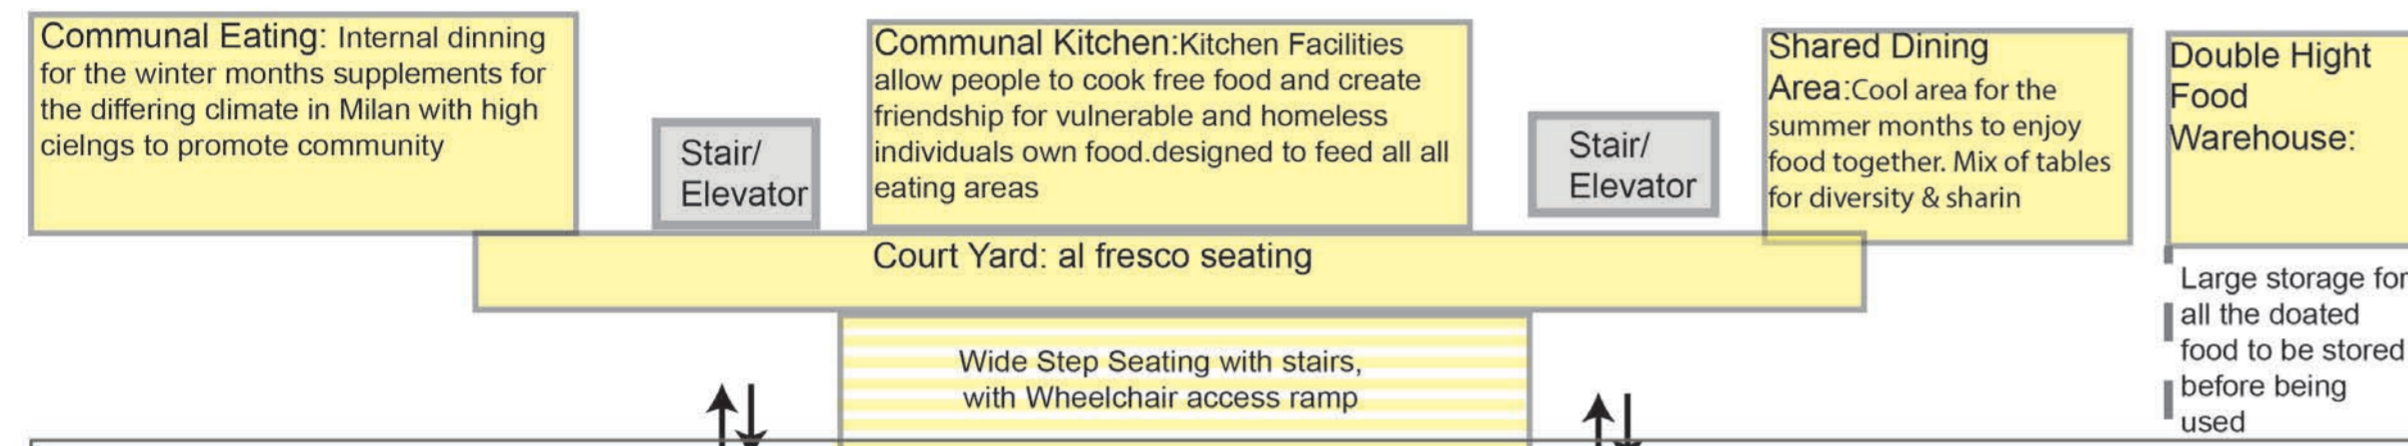 Communal Eating: Internal dinning
for the winter months supplements for
the differing climate in Milan with high
cielngs to promote community
Stair/
Elevator
Communal Kitchen:Kitchen Facilities
allow people to cook free food and create
friendship for vulnerable and homeless
individuals own food.designed to feed all all
eating areas
Stair/
Elevator
Shared Dining
Area:Cool area for the
summer months to enjoy
food together. Mix of tables
for diversity & sharin
Double Hight
Food
Warehouse:
Court Yard: al fresco seating
Large storage for
all the doated
food to be stored
before being
used
Wide Step Seating with stairs,
with Wheelchair access ramp